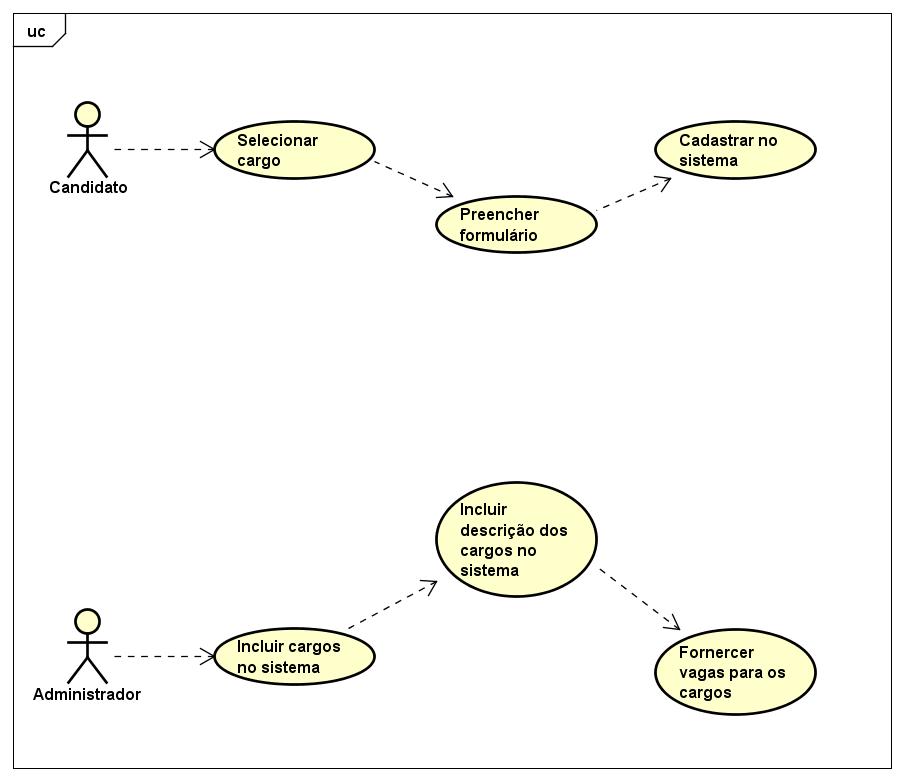 uc
Candidato
Selecionar
cargo
Preencher
formulário
Cadastrar no
sistema
Administrador
Incluir cargos
no sistema
Incluir
descrição dos
cargos no
sistema
Fornercer
vagas para os
cargos